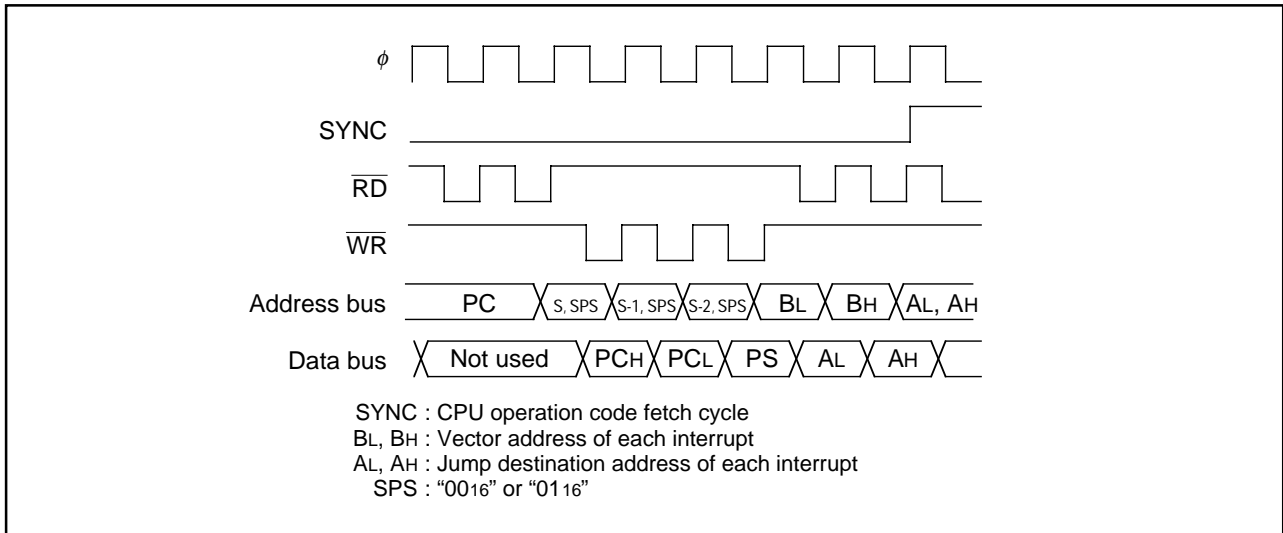 ϕ
SYNC
RD
WR
Address bus PC S, SPS S-1, SPS S-2, SPS BL BH AL, AH
Data bus Not used PCH PCL PS AL AH
SYNC : CPU operation code fetch cycle
BL, BH : Vector address of each interrupt
AL, AH : Jump destination address of each interrupt
SPS : “0016” or “0116”